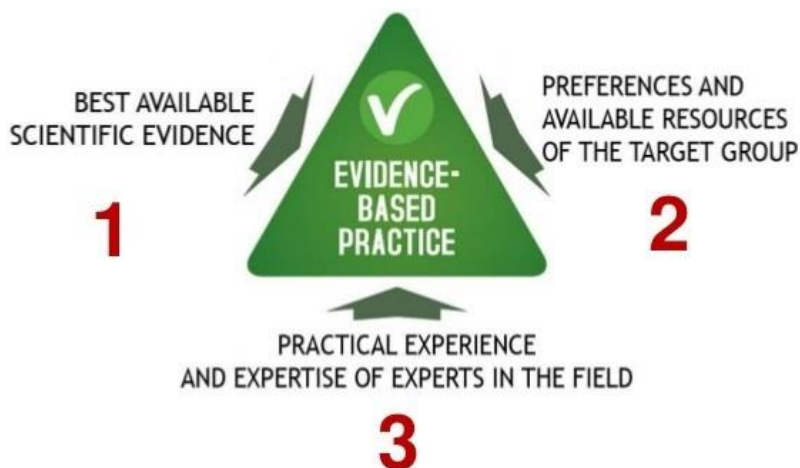 BEST AVAILABLE
SCIENTIFIC EVIDENCE
1
EVIDENCE-
BASED
PRACTICE
PREFERENCES AND
AVAILABLE RESOURCES
OF THE TARGET GROUP
2
PRACTICAL EXPERIENCE
AND EXPERTISE OF EXPERTS IN THE FIELD
3